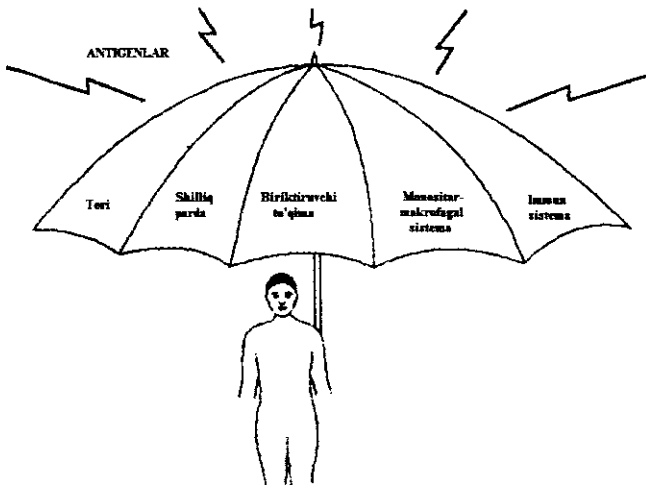 ANTIGENLAR
Teri
Shilliq
parda
Biriktiruvchi
to'qima
Monositar-
makrofagal
sistema
Immun
sistema